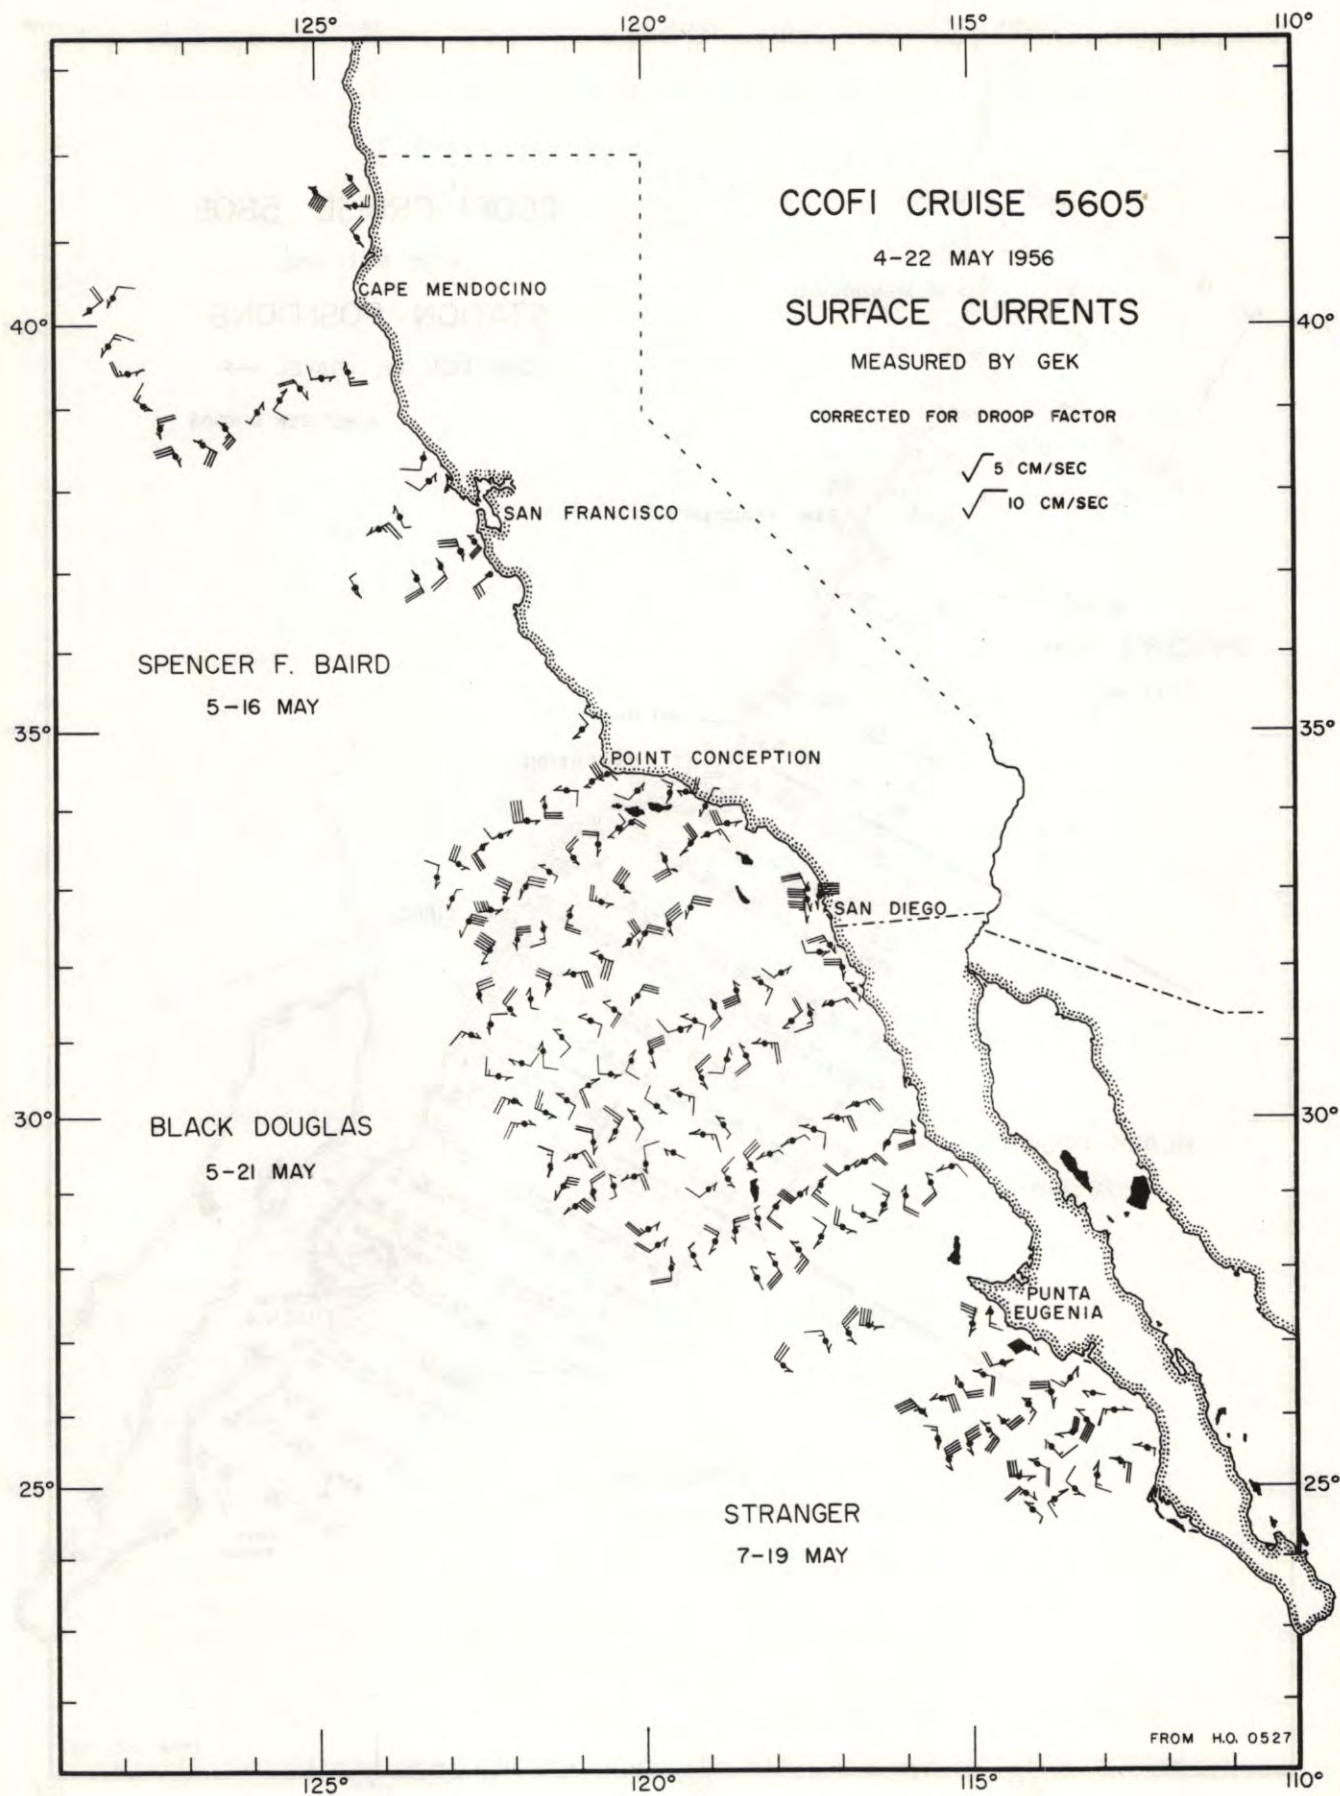 125° 120° 115° 110°
CCOFI CRUISE 5605
4-22 MAY 1956
CAPE MENDOCINO
SURFACE CURRENTS
40° 40°
MEASURED BY GEK
CORRECTED FOR DROOP FACTOR
5 CM/SEC
10 CM/SEC
SAN FRANCISCO
SPENCER F. BAIRD
5-16 MAY
35° 35°
POINT CONCEPTION
SAN DIEGO
30° 30°
BLACK DOUGLAS
5-21 MAY
PUNTA
EUGENIA
25° 25°
STRANGER
7-19 MAY
FROM H.O. 0527
125° 120° 115° 110°